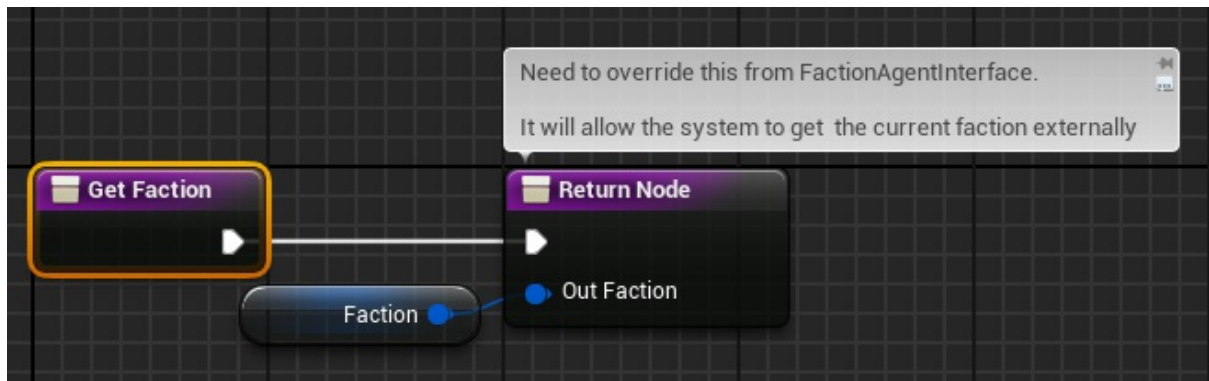 Need to override this from FactionAgentInterface.
It will allow the system to get the current faction externally
Get Faction
Return Node
Out Faction
Faction